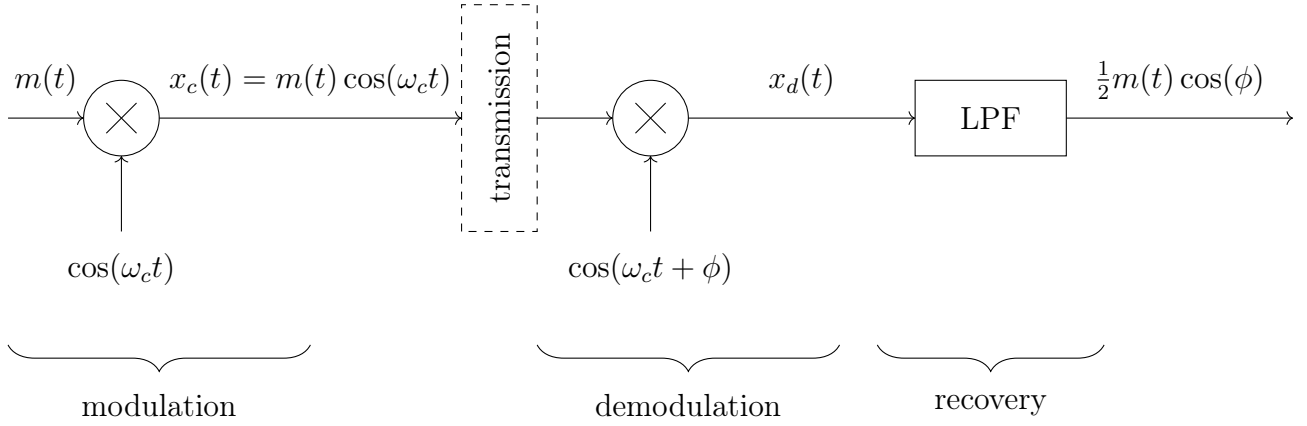 m(t)
x_c(t) = m(t) cos(ω_c t)
transmission
x_d(t)
LPF
½m(t) cos(ϕ)
cos(ω_c t)
cos(ω_c t + ϕ)
modulation
demodulation
recovery